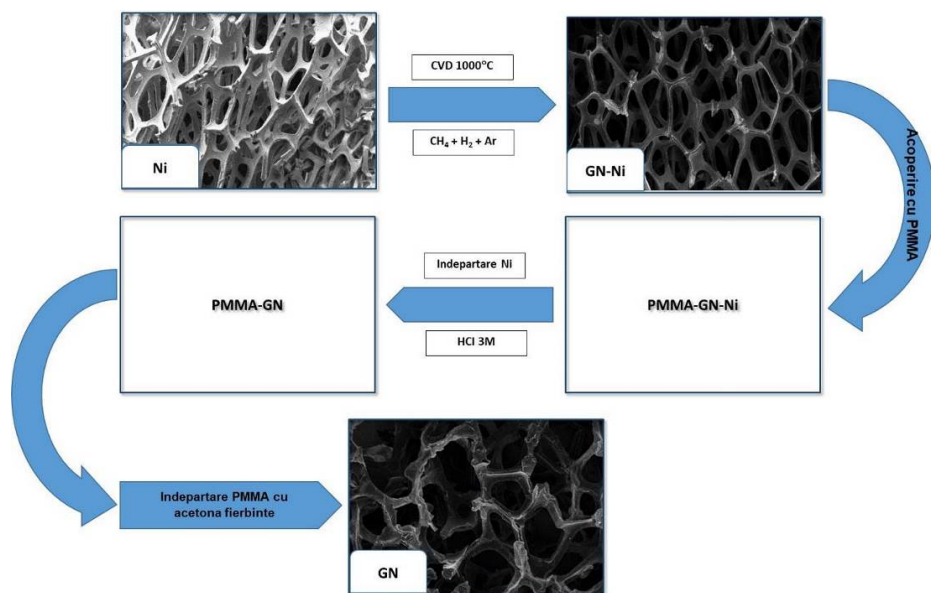 Ni
CVD 1000°C
CH₄ + H₂ + Ar
GN-Ni
Acoperire cu PMMA
PMMA-GN-Ni
Indepartare Ni
HCl 3M
PMMA-GN
Indepartare PMMA cu
acetona fierbinte
GN